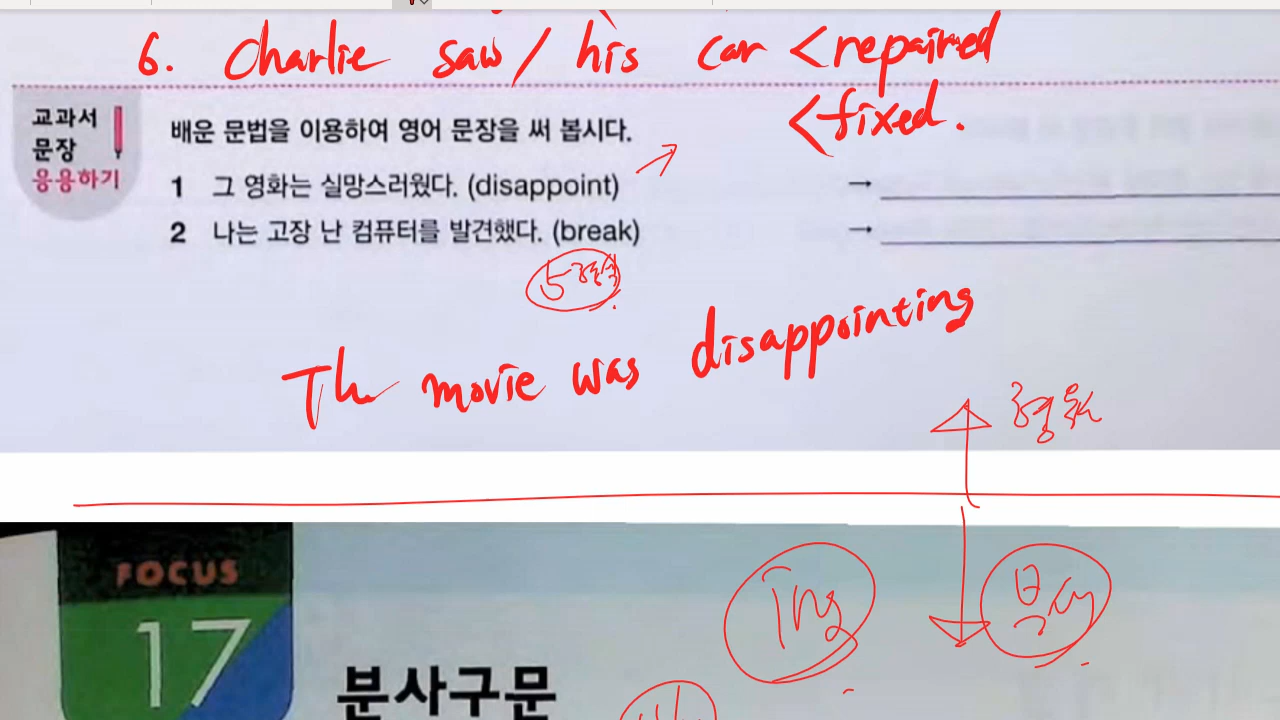 6. Charlie saw / his car < repaired
< fixed.
교과서
문장
응용하기
배운 문법을 이용하여 영어 문장을 써 봅시다.
1 그 영화는 실망스러웠다. (disappoint) →
2 나는 고장 난 컴퓨터를 발견했다. (break) →
5형식
The movie was disappointing
형용사
FOCUS
17
ing
부사
분사구문